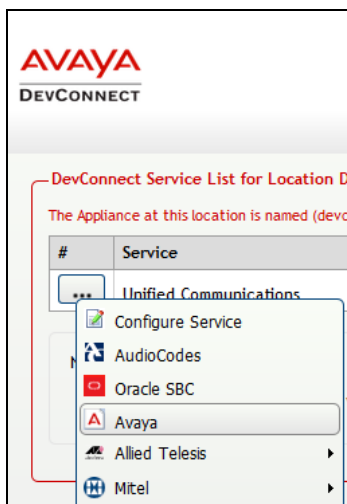 AVAYA
DEVCONNECT
DevConnect Service List for Location D
The Appliance at this location is named (devc
# Service
... Unified Communications
Configure Service
AudioCodes
Oracle SBC
Avaya
Allied Telesis
Mitel